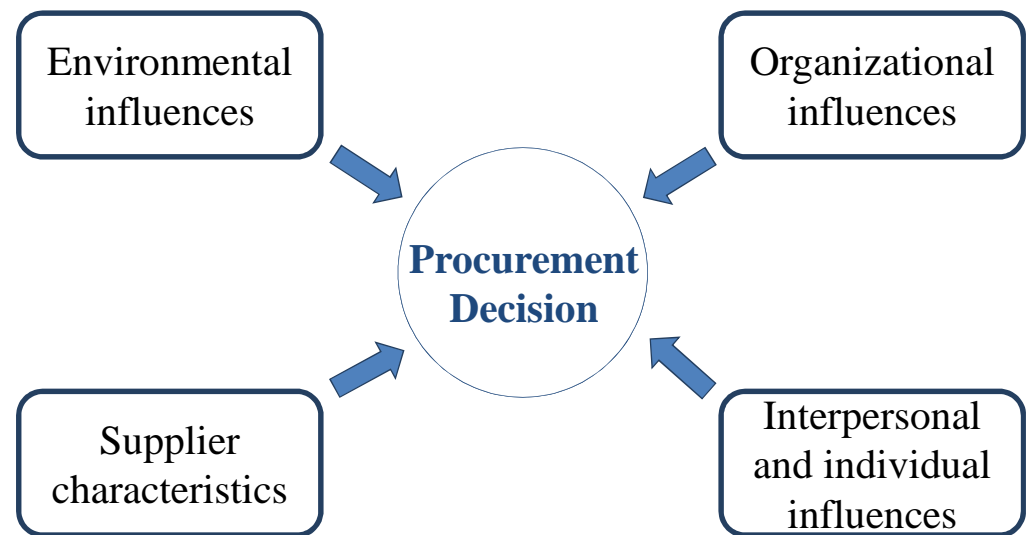 Environmental
influences
Organizational
influences
Procurement
Decision
Supplier
characteristics
Interpersonal
and individual
influences